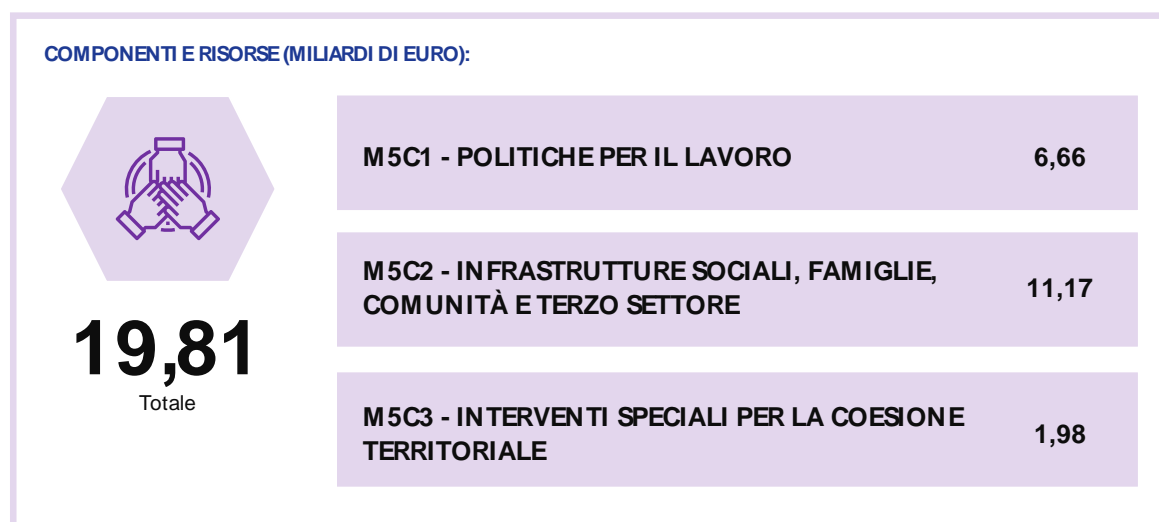 COMPONENTI E RISORSE (MILIARDI DI EURO):
M5C1 - POLITICHE PER IL LAVORO 6,66
M5C2 - INFRASTRUTTURE SOCIALI, FAMIGLIE,
COMUNITÀ E TERZO SETTORE 11,17
19,81
Totale
M5C3 - INTERVENTI SPECIALI PER LA COESIONE
TERRITORIALE 1,98